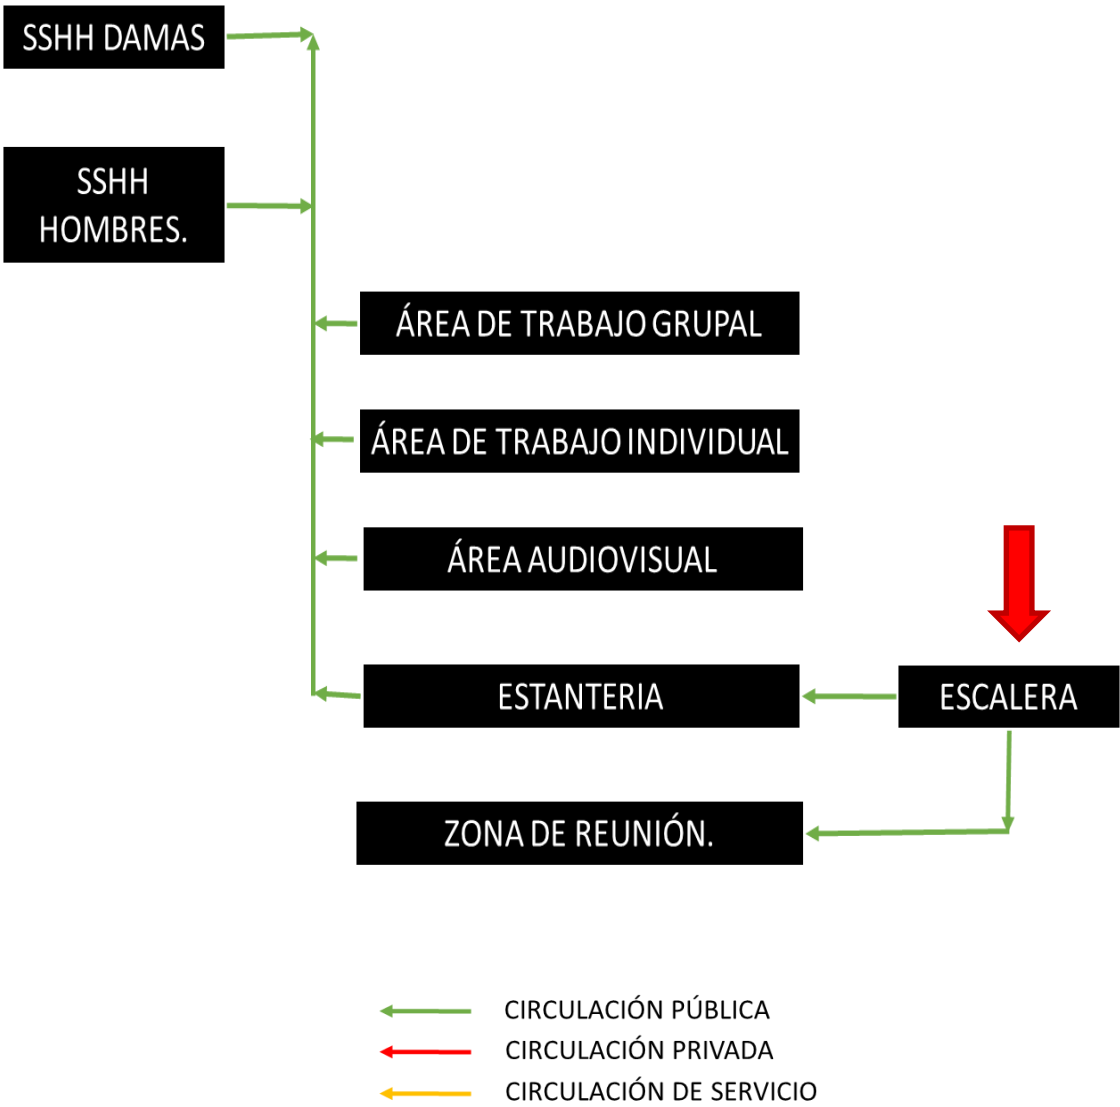 SSHH DAMAS
SSHH
HOMBRES.
ÁREA DE TRABAJO GRUPAL
ÁREA DE TRABAJO INDIVIDUAL
ÁREA AUDIOVISUAL
ESTANTERIA
ESCALERA
ZONA DE REUNIÓN.
CIRCULACIÓN PÚBLICA
CIRCULACIÓN PRIVADA
CIRCULACIÓN DE SERVICIO